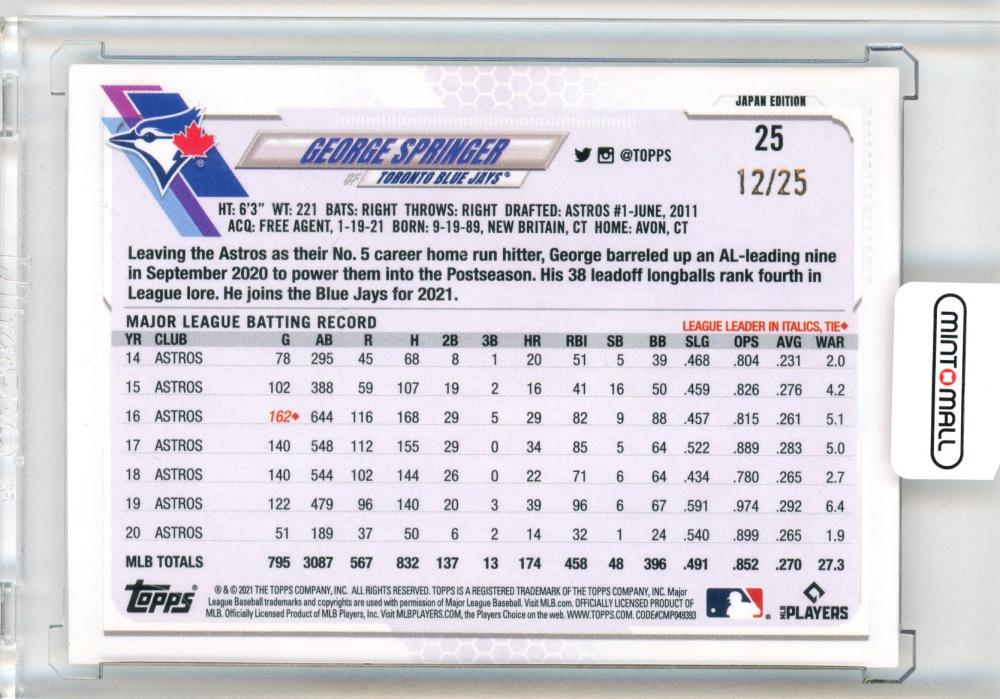 JAPAN EDITION
25
12/25
GEORGE SPRINGER
@TOPPS
OF TORONTO BLUE JAYS®
HT: 6'3" WT: 221 BATS: RIGHT THROWS: RIGHT DRAFTED: ASTROS #1-JUNE, 2011
ACQ: FREE AGENT, 1-19-21 BORN: 9-19-89, NEW BRITAIN, CT HOME: AVON, CT
Leaving the Astros as their No. 5 career home run hitter, George barreled up an AL-leading nine
in September 2020 to power them into the Postseason. His 38 leadoff longballs rank fourth in
League lore. He joins the Blue Jays for 2021.
MAJOR LEAGUE BATTING RECORD LEAGUE LEADER IN ITALICS, TIE◆
YR CLUB G AB R H 2B 3B HR RBI SB BB SLG OPS AVG WAR
14 ASTROS 78 295 45 68 8 1 20 51 5 39 .468 .804 .231 2.0
15 ASTROS 102 388 59 107 19 2 16 41 16 50 .459 .826 .276 4.2
16 ASTROS 162◆ 644 116 168 29 5 29 82 9 88 .457 .815 .261 5.1
17 ASTROS 140 548 112 155 29 0 34 85 5 64 .522 .889 .283 5.0
18 ASTROS 140 544 102 144 26 0 22 71 6 64 .434 .780 .265 2.7
19 ASTROS 122 479 96 140 20 3 39 96 6 67 .591 .974 .292 6.4
20 ASTROS 51 189 37 50 6 2 14 32 1 24 .540 .899 .265 1.9
MLB TOTALS 795 3087 567 832 137 13 174 458 48 396 .491 .852 .270 27.3
topps®
® & © 2021 THE TOPPS COMPANY, INC. ALL RIGHTS RESERVED. TOPPS IS A REGISTERED TRADEMARK OF THE TOPPS COMPANY, INC. Major
League Baseball trademarks and copyrights are used with permission of Major League Baseball. Visit MLB.com. OFFICIALLY LICENSED PRODUCT OF
MLB. Officially Licensed Product of MLB Players, Inc. Visit MLBPLAYERS.COM, the Players Choice on the web. WWW.TOPPS.COM. CODE#CMP049393
MLB PLAYERS
MINT MALL